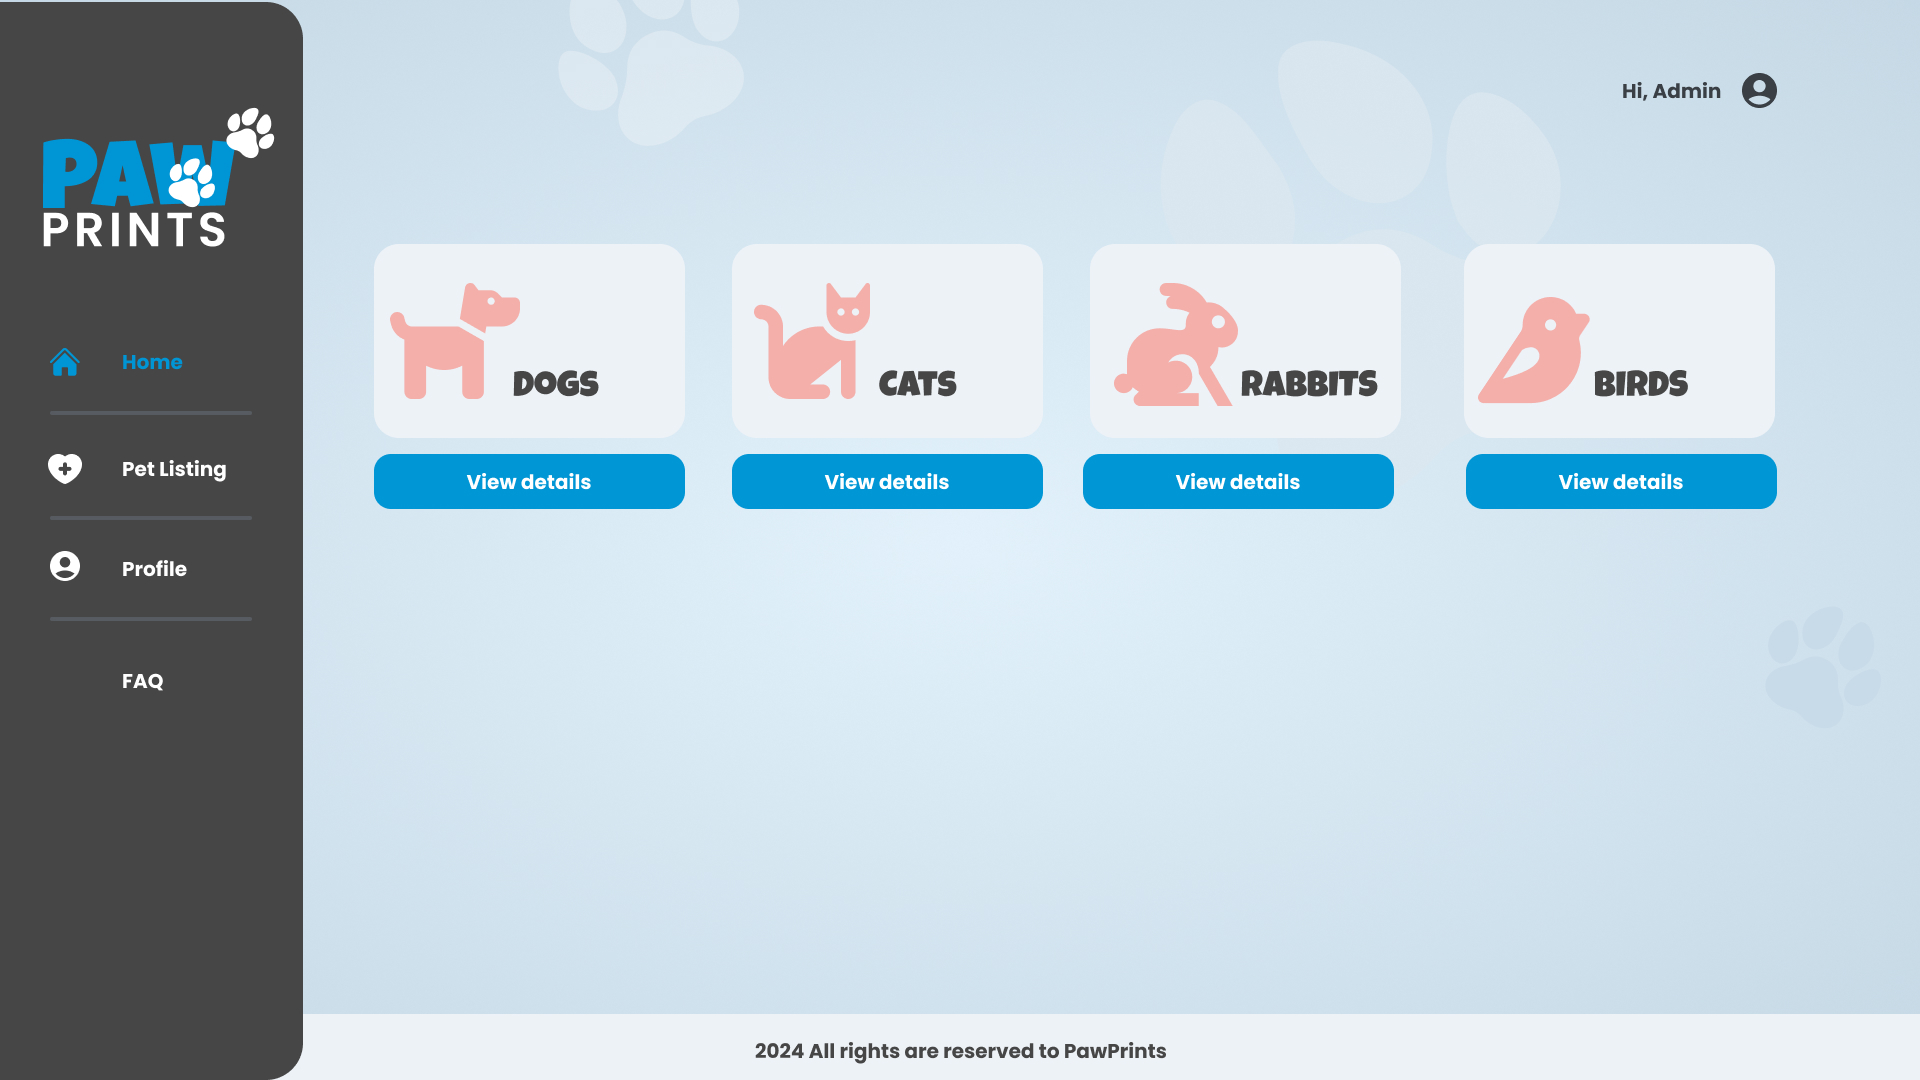 PAW
PRINTS
Hi, Admin
Home
Pet Listing
Profile
FAQ
DOGS
CATS
RABBITS
BIRDS
View details
View details
View details
View details
2024 All rights are reserved to PawPrints